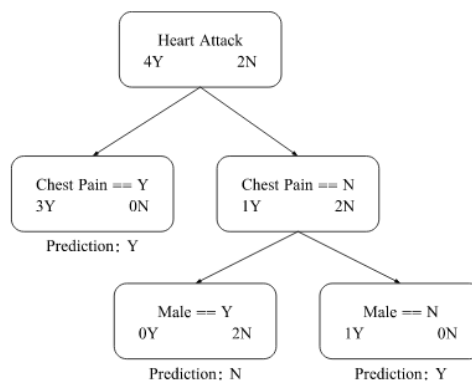 Heart Attack
4Y 2N
Chest Pain == Y
3Y 0N
Prediction: Y
Chest Pain == N
1Y 2N
Male == Y
0Y 2N
Prediction: N
Male == N
1Y 0N
Prediction: Y